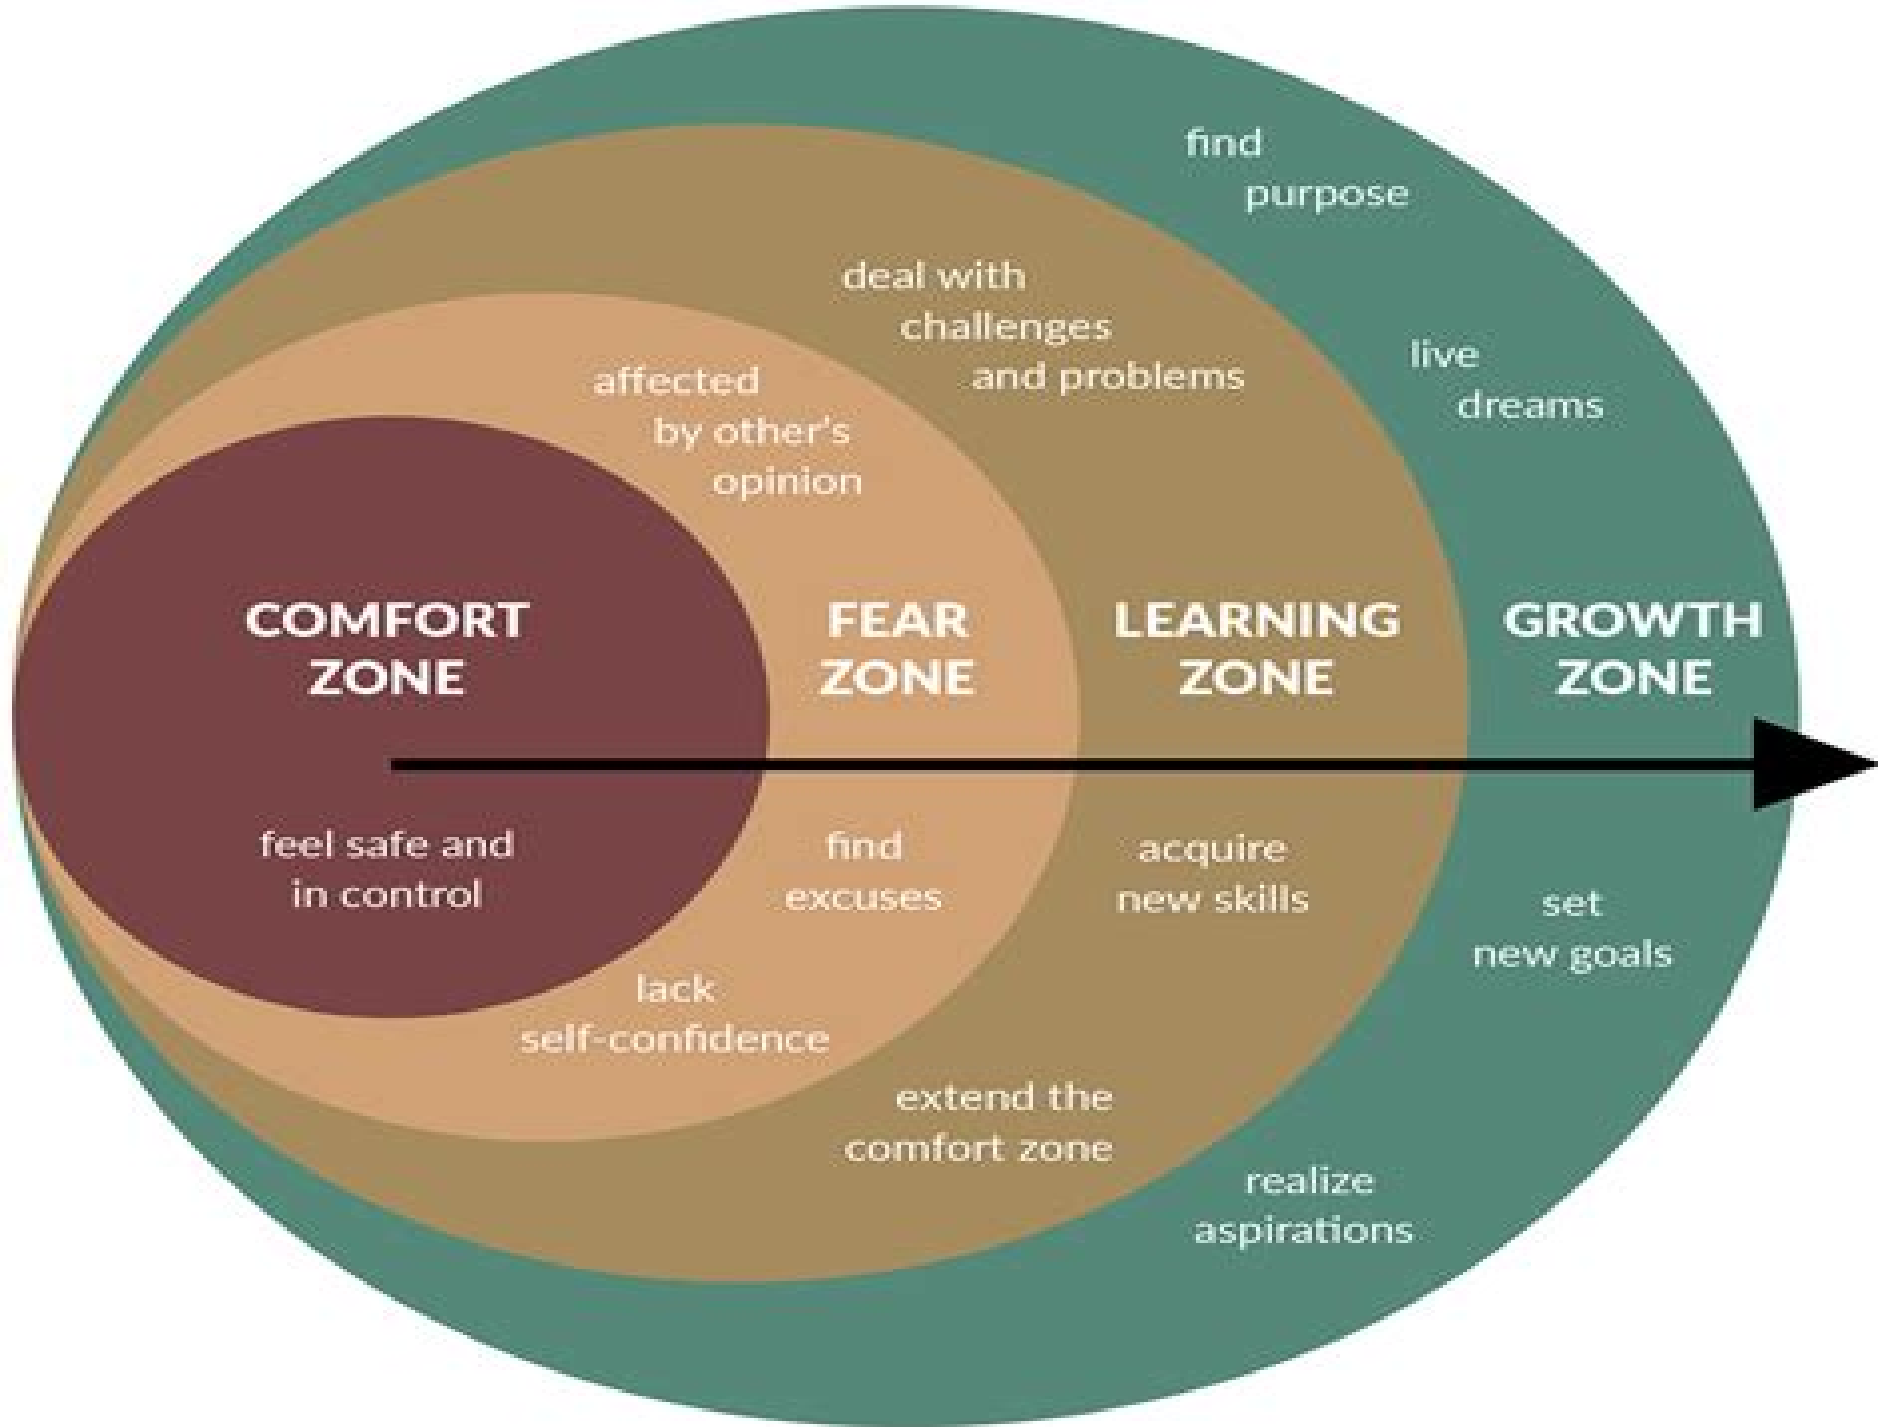 find
purpose
deal with
challenges
and problems
live
dreams
affected
by other's
opinion
COMFORT
ZONE
FEAR
ZONE
LEARNING
ZONE
GROWTH
ZONE
feel safe and
in control
find
excuses
acquire
new skills
set
new goals
lack
self-confidence
extend the
comfort zone
realize
aspirations